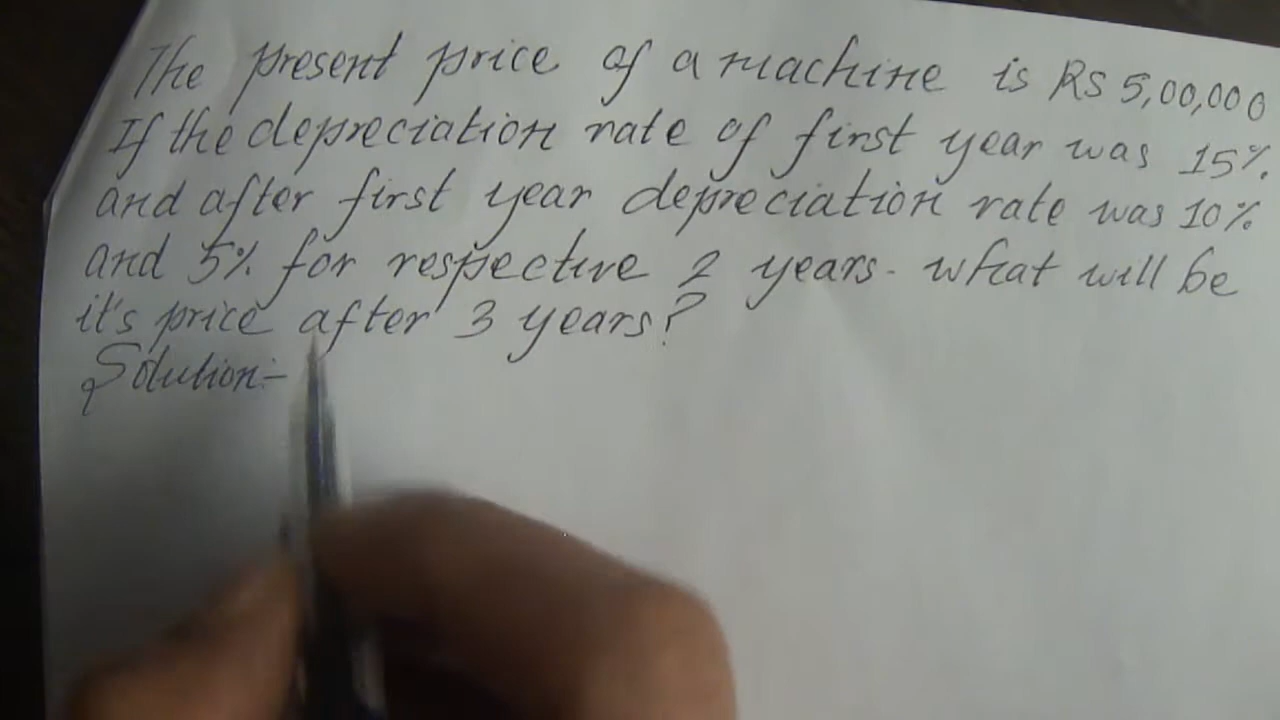 The present price of a machine is RS 5,00,000
If the depreciation rate of first year was 15%.
and after first year depreciation rate was 10%
and 5% for respective 2 years. what will be
it's price after 3 years?
Solution:-